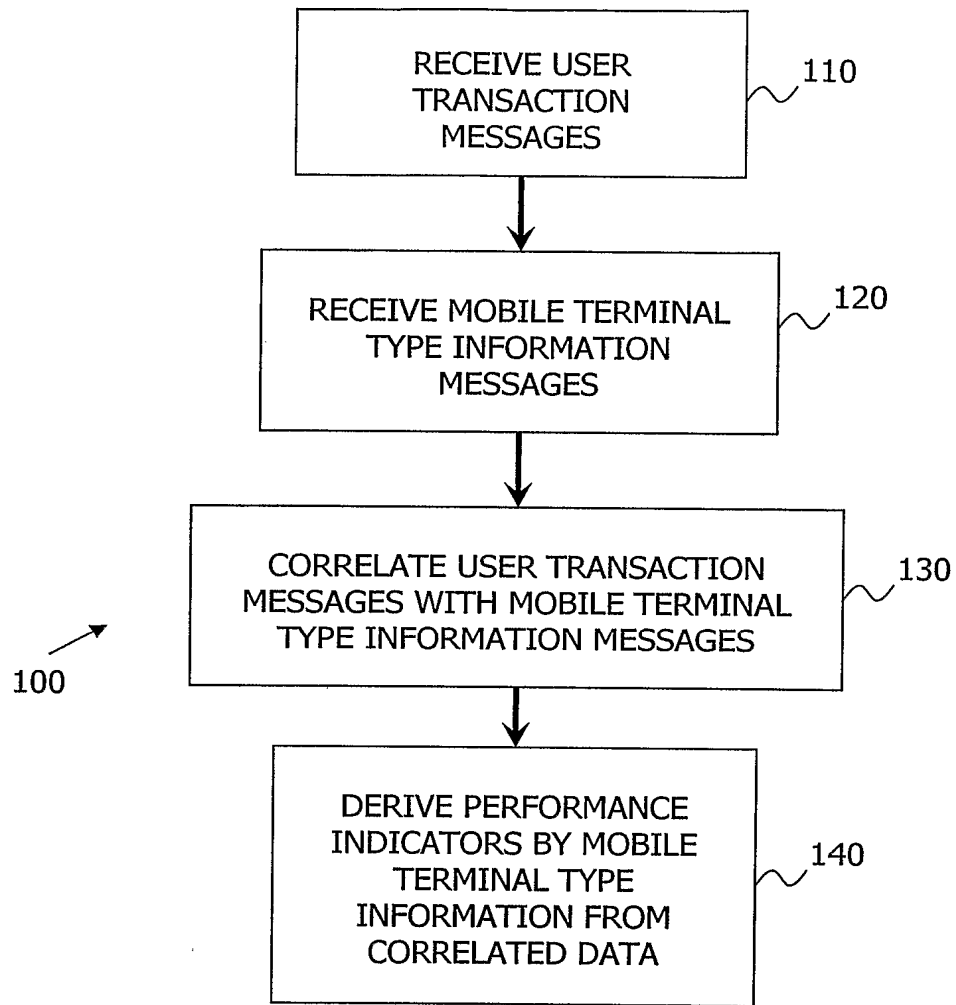 RECEIVE USER
TRANSACTION
MESSAGES
110
RECEIVE MOBILE TERMINAL
TYPE INFORMATION
MESSAGES
120
CORRELATE USER TRANSACTION
MESSAGES WITH MOBILE TERMINAL
TYPE INFORMATION MESSAGES
130
100
DERIVE PERFORMANCE
INDICATORS BY MOBILE
TERMINAL TYPE
INFORMATION FROM
CORRELATED DATA
140